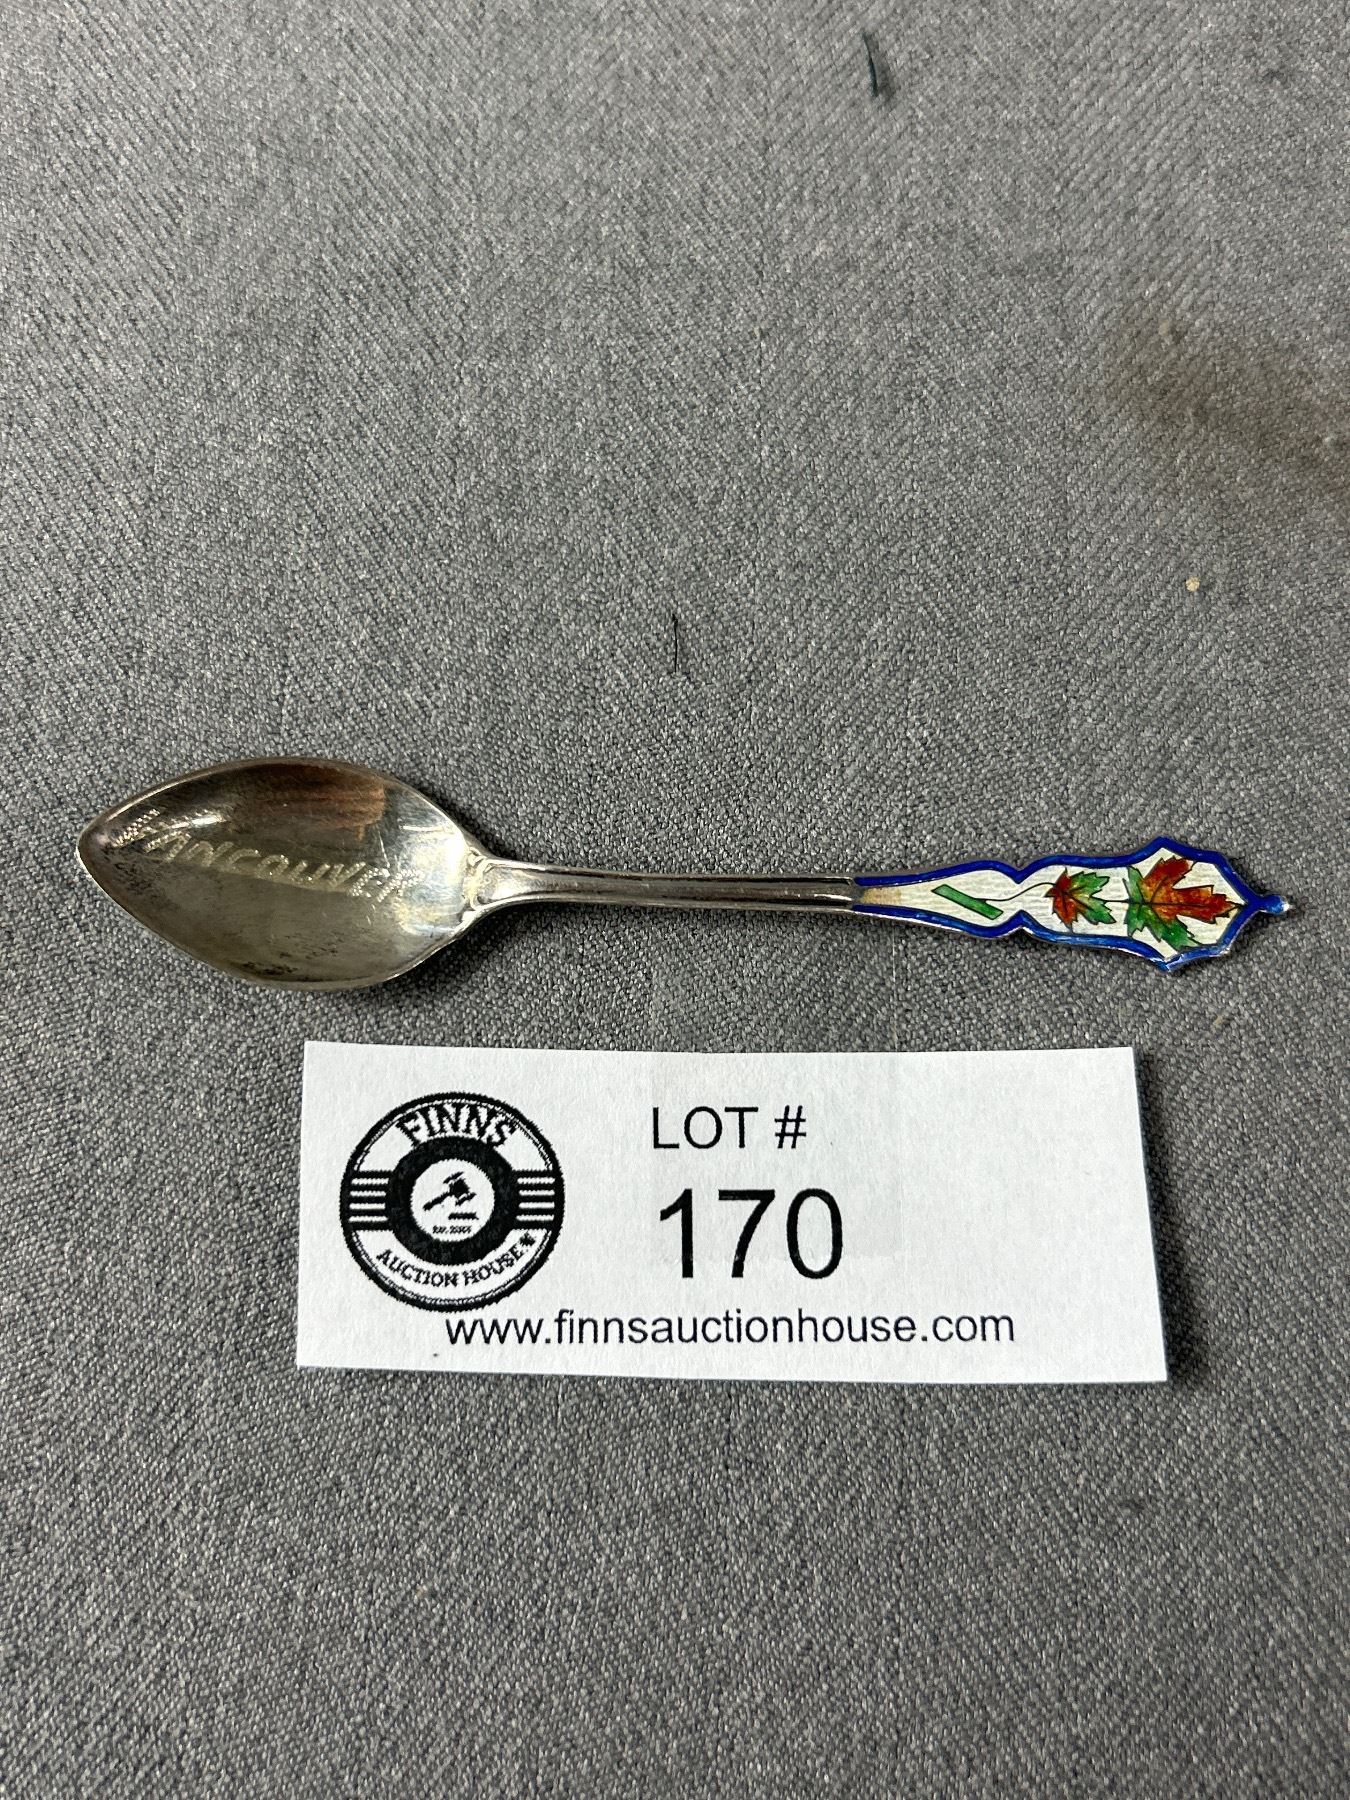 VANCOUVER
FINNS
AUCTION HOUSE
LOT #
170
www.finnsauctionhouse.com